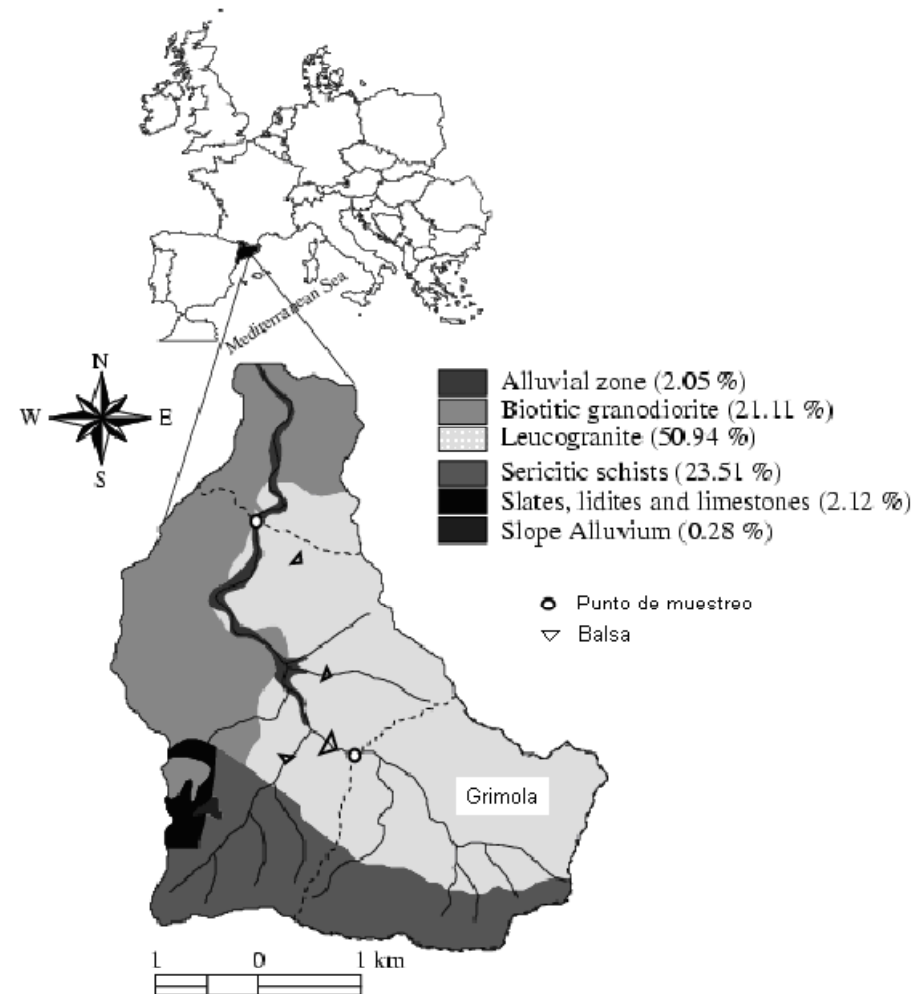 Mediterranean Sea
N
W
E
S
Alluvial zone (2.05 %)
Biotitic granodiorite (21.11 %)
Leucogranite (50.94 %)
Sericitic schists (23.51 %)
Slates, lidites and limestones (2.12 %)
Slope Alluvium (0.28 %)
Punto de muestreo
Balsa
Grimola
1 0 1 km